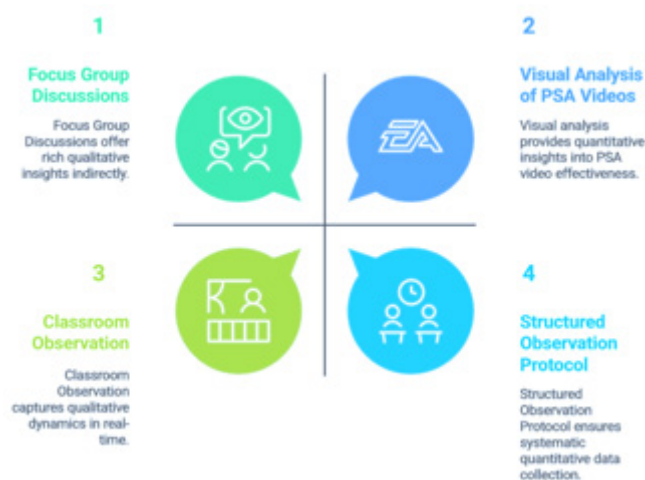 1
Focus Group
Discussions
Focus Group
Discussions offer
rich qualitative
insights indirectly.
2
Visual Analysis
of PSA Videos
Visual analysis
provides quantitative
insights into PSA
video effectiveness.
EA
3
Classroom
Observation
Classroom
Observation
captures qualitative
dynamics in real-
time.
4
Structured
Observation
Protocol
Structured
Observation
Protocol ensures
systematic
quantitative data
collection.